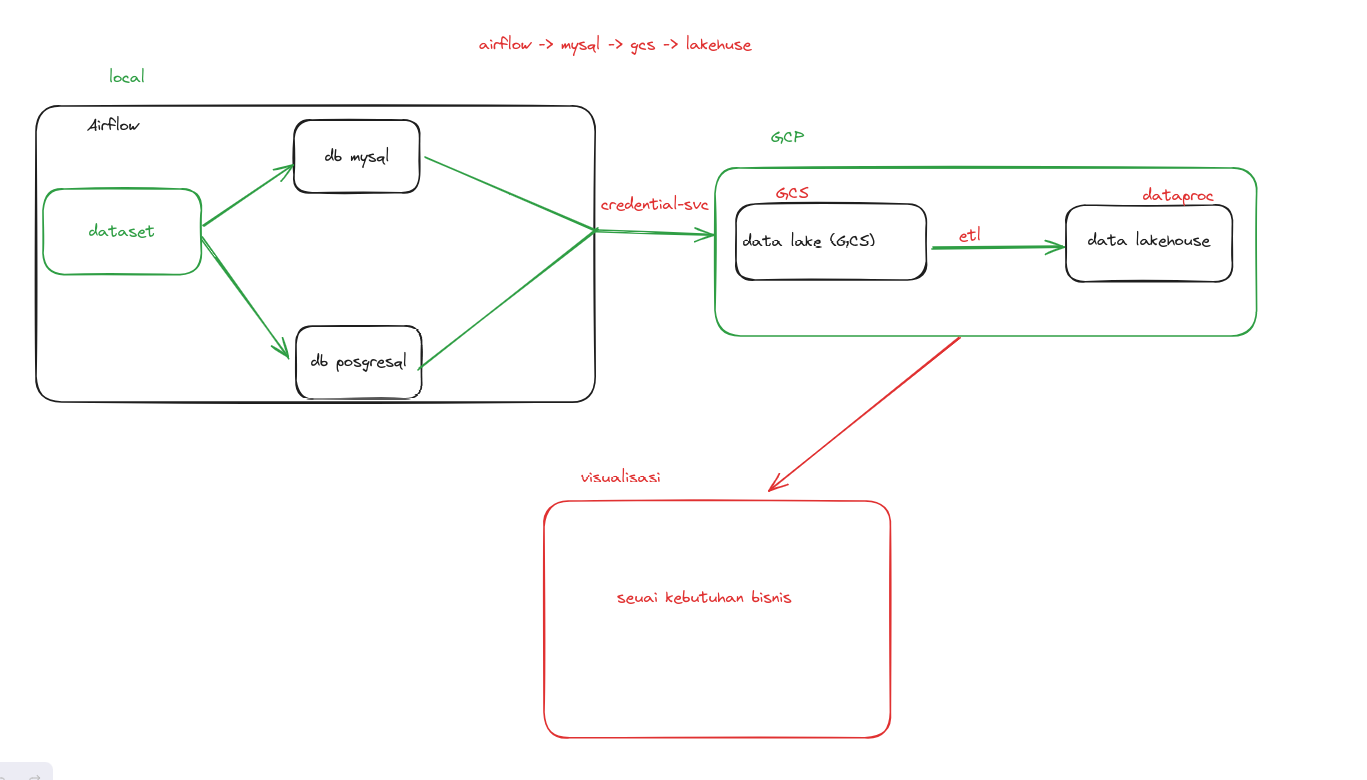 airflow -> mysql -> gcs -> lakehuse
local
Airflow
db mysql
dataset
db posgresql
credential-svc
GCP
GCS
dataproc
data lake (GCS)
etl
data lakehouse
visualisasi
seuai kebutuhan bisnis